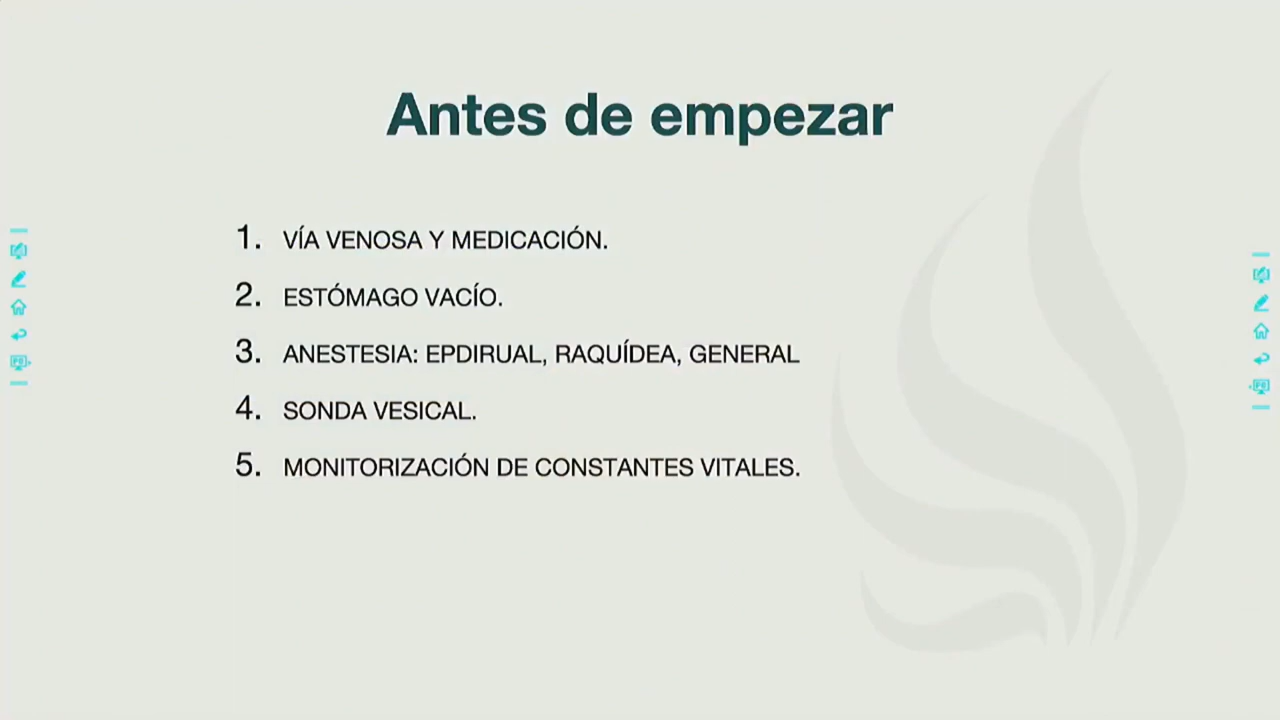 Antes de empezar
1. VÍA VENOSA Y MEDICACIÓN.
2. ESTÓMAGO VACÍO.
3. ANESTESIA: EPDIRUAL, RAQUÍDEA, GENERAL
4. SONDA VESICAL.
5. MONITORIZACIÓN DE CONSTANTES VITALES.